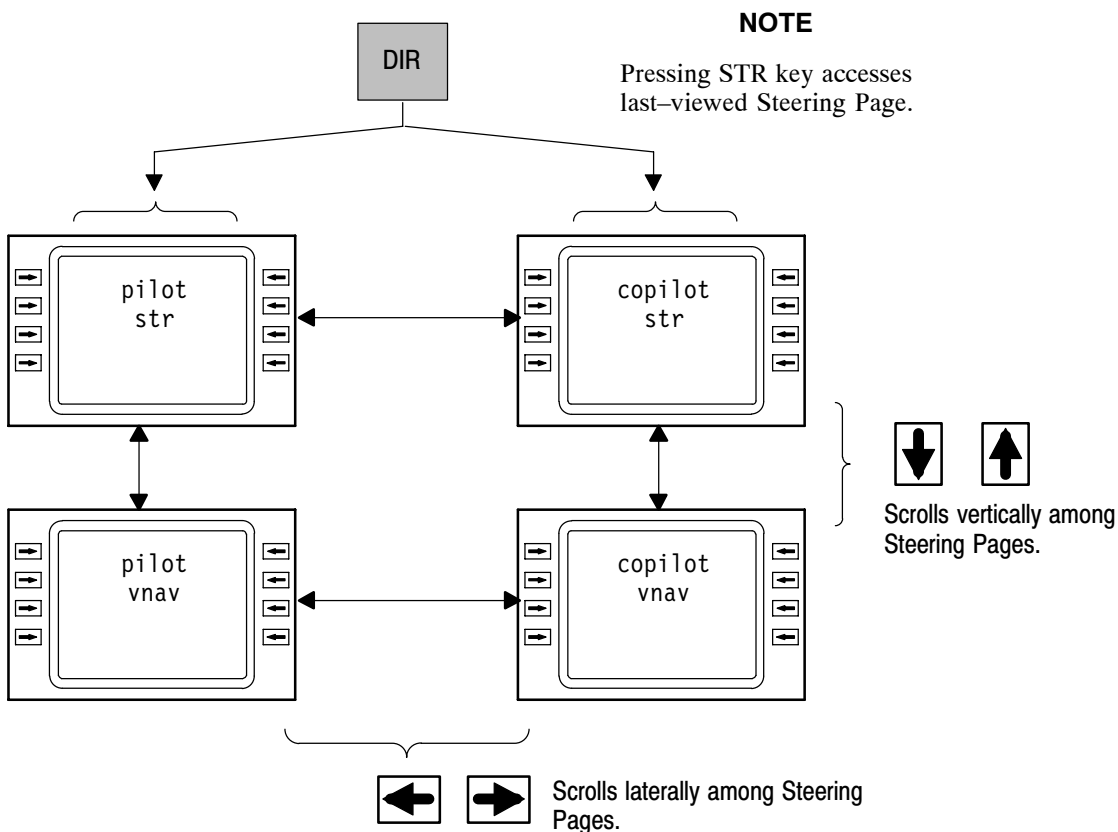 NOTE
DIR
Pressing STR key accesses
last–viewed Steering Page.
pilot
str
copilot
str
Scrolls vertically among
Steering Pages.
pilot
vnav
copilot
vnav
Scrolls laterally among Steering
Pages.